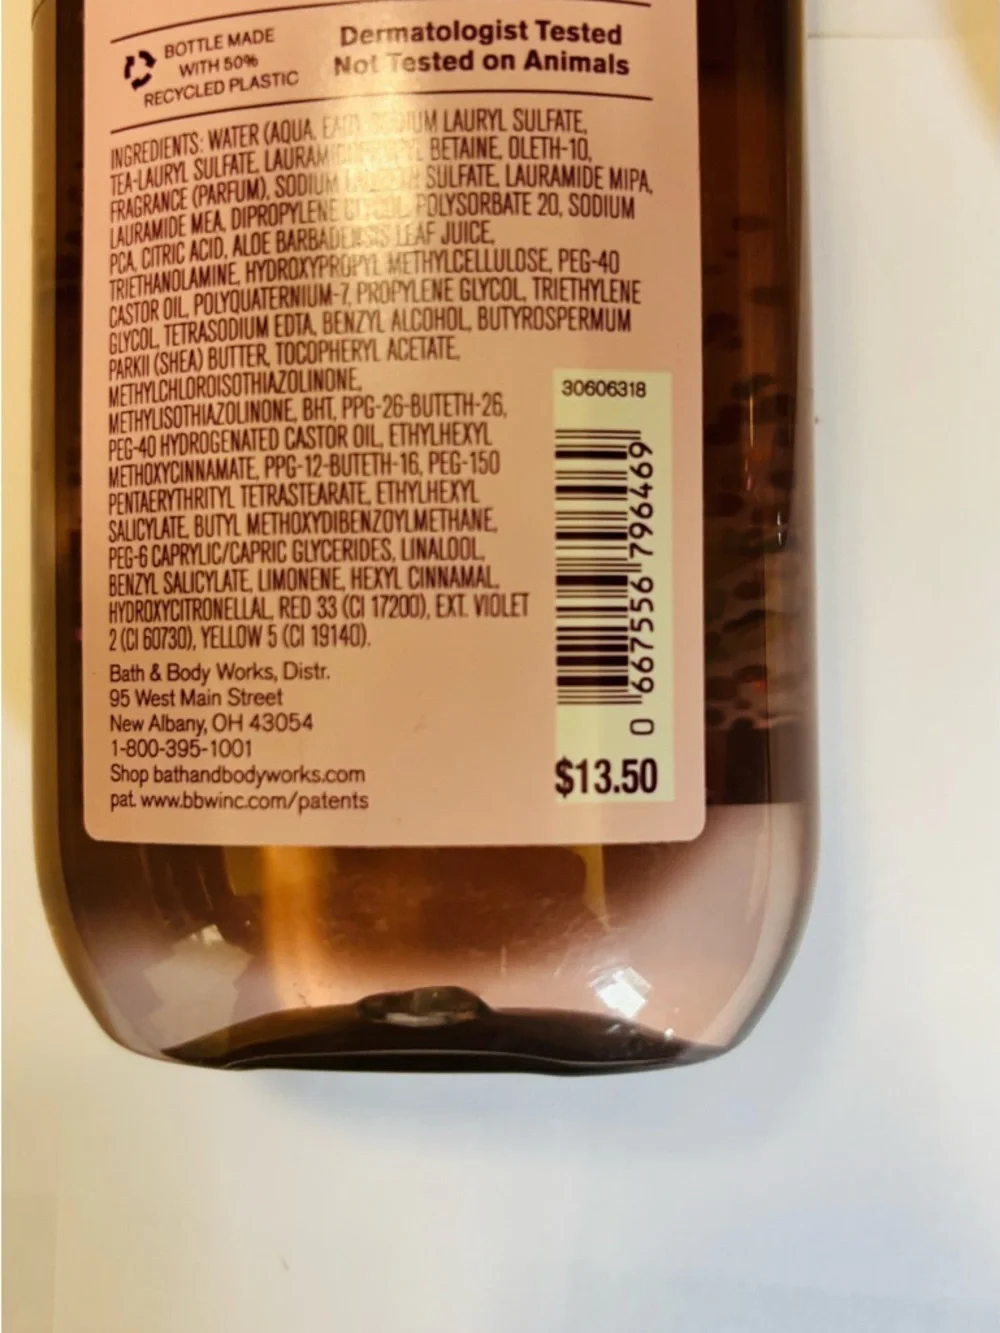 BOTTLE MADE
WITH 50%
RECYCLED PLASTIC
Dermatologist Tested
Not Tested on Animals
INGREDIENTS: WATER (AQUA, LAURYL SULFATE,
TEA-LAURYL SULFATE, BETAINE, OLETH-10,
FRAGRANCE (PARFUM), SODIUM SULFATE, LAURAMIDE MIPA,
LAURAMIDE MEA, DIPROPYLENE GLYCOL, POLYSORBATE 20, SODIUM
PCA, CITRIC ACID, ALOE BARBADENSIS LEAF JUICE,
TRIETHANOLAMINE, HYDROXYPROPYL METHYLCELLULOSE, PEG-40
CASTOR OIL, POLYQUATERNIUM-7, PROPYLENE GLYCOL, TRIETHYLENE
GLYCOL, TETRASODIUM EDTA, BENZYL ALCOHOL, BUTYROSPERMUM
PARKII (SHEA) BUTTER, TOCOPHERYL ACETATE,
METHYLCHLOROISOTHIAZOLINONE,
METHYLISOTHIAZOLINONE, BHT, PPG-26-BUTETH-26,
PEG-40 HYDROGENATED CASTOR OIL, ETHYLHEXYL
METHOXYCINNAMATE, PPG-12-BUTETH-16, PEG-150
PENTAERYTHRITYL TETRASTEARATE, ETHYLHEXYL
SALICYLATE, BUTYL METHOXYDIBENZOYLMETHANE,
PEG-6 CAPRYLIC/CAPRIC GLYCERIDES, LINALOOL,
BENZYL SALICYLATE, LIMONENE, HEXYL CINNAMAL,
HYDROXYCITRONELLAL, RED 33 (CI 17200), EXT. VIOLET
2 (CI 60730), YELLOW 5 (CI 19140).
Bath & Body Works, Distr.
95 West Main Street
New Albany, OH 43054
1-800-395-1001
Shop bathandbodyworks.com
pat. www.bbwinc.com/patents
30606318
0 667556 796469
$13.50